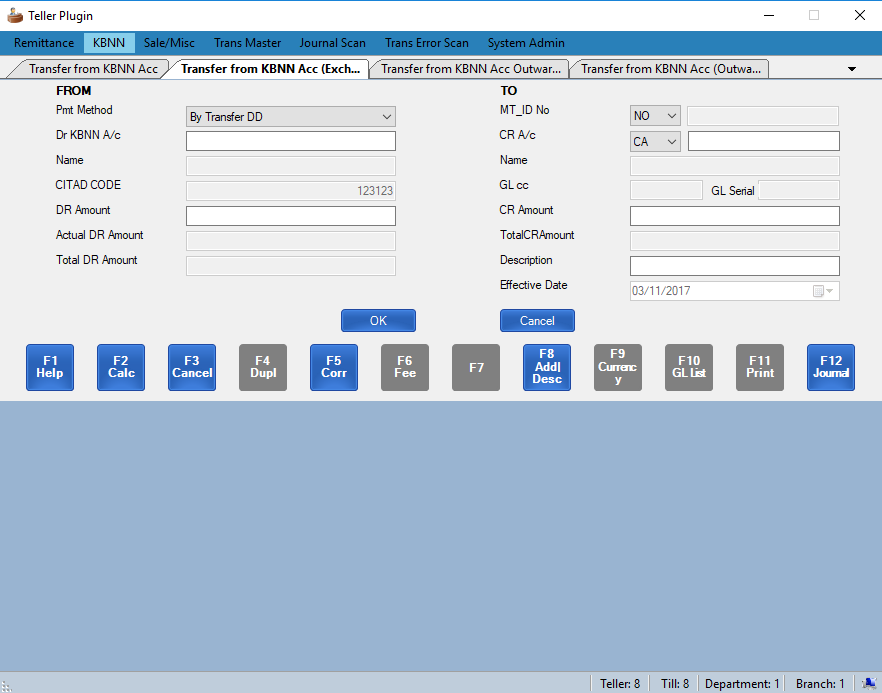 Teller Plugin
Remittance KBNN Sale/Misc Trans Master Journal Scan Trans Error Scan System Admin
Transfer from KBNN Acc Transfer from KBNN Acc (Exch... Transfer from KBNN Acc Outwar... Transfer from KBNN Acc (Outwa...
FROM TO
Pmt Method By Transfer DD MT_ID No NO
Dr KBNN A/c CR A/c CA
Name Name
CITAD CODE 123123 GL cc GL Serial
DR Amount CR Amount
Actual DR Amount TotalCRAmount
Total DR Amount Description
Effective Date 03/11/2017
OK Cancel
F1 Help F2 Calc F3 Cancel F4 Dupl F5 Corr F6 Fee F7 F8 Addl Desc F9 Currency F10 GL List F11 Print F12 Journal
Teller: 8 Till: 8 Department: 1 Branch: 1